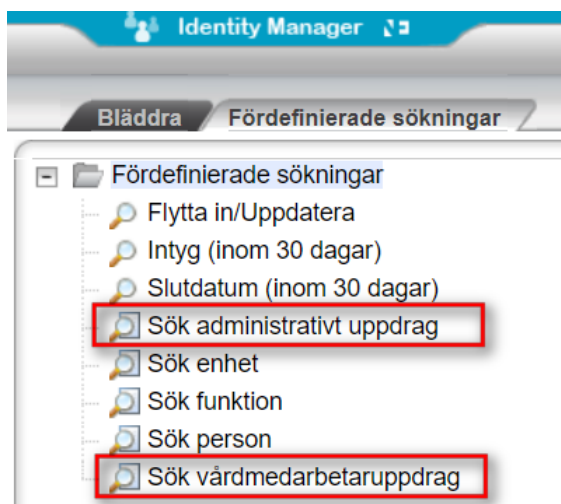 Identity Manager
Bläddra Fördefinierade sökningar
Fördefinierade sökningar
Flytta in/Uppdatera
Intyg (inom 30 dagar)
Slutdatum (inom 30 dagar)
Sök administrativt uppdrag
Sök enhet
Sök funktion
Sök person
Sök vårdmedarbetaruppdrag